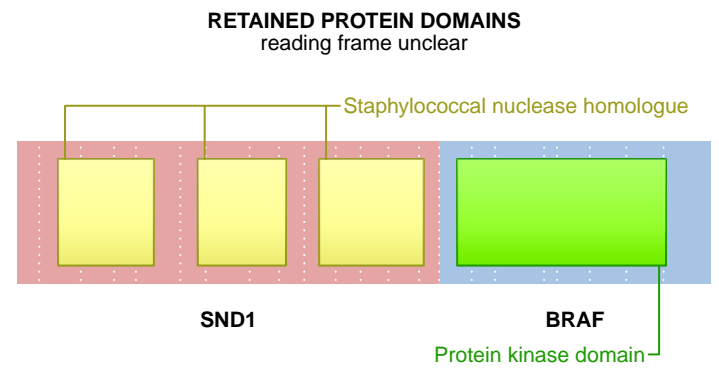 RETAINED PROTEIN DOMAINS
reading frame unclear
Staphylococcal nuclease homologue
SND1
BRAF
Protein kinase domain